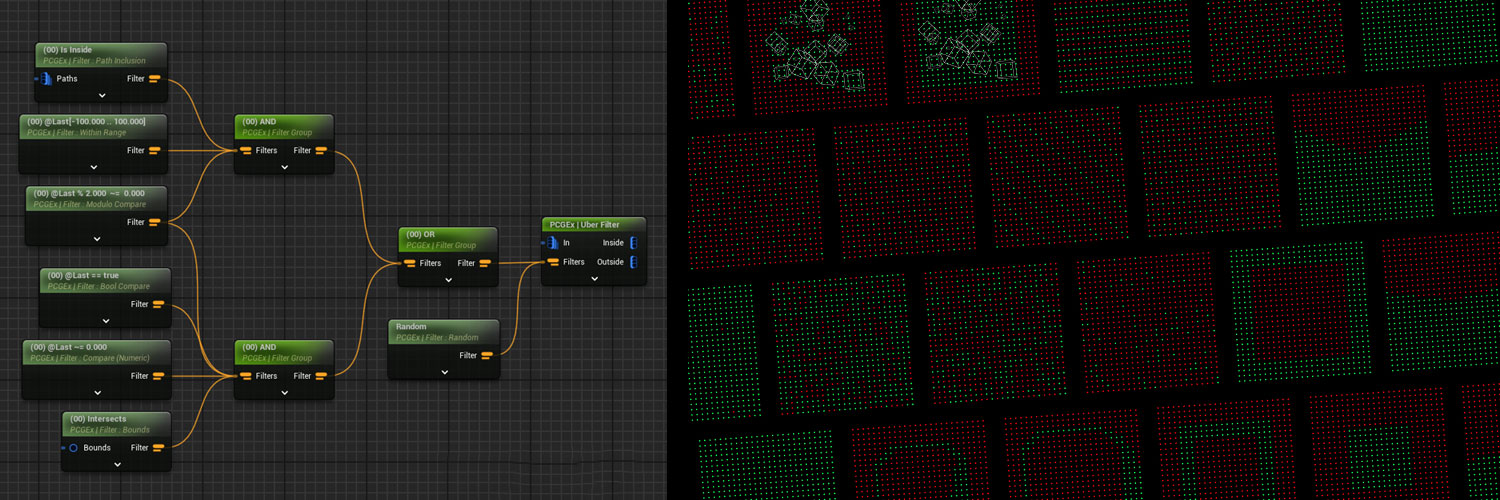 (00) Is Inside
PCGEx | Filter : Path Inclusion
Paths
Filter
(00) @Last[-100.000 .. 100.000]
PCGEx | Filter : Within Range
Filter
(00) @Last % 2.000 ~= 0.000
PCGEx | Filter : Modulo Compare
Filter
(00) @Last == true
PCGEx | Filter : Bool Compare
Filter
(00) @Last ~= 0.000
PCGEx | Filter : Compare (Numeric)
Filter
(00) Intersects
PCGEx | Filter : Bounds
Bounds
Filter
(00) AND
PCGEx | Filter Group
Filters
Filter
(00) AND
PCGEx | Filter Group
Filters
Filter
(00) OR
PCGEx | Filter Group
Filters
Filter
Random
PCGEx | Filter : Random
Filter
PCGEx | Uber Filter
In
Inside
Filters
Outside